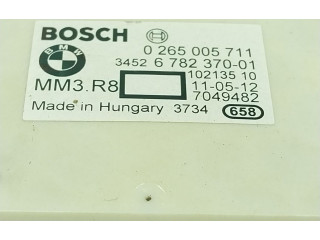 BOSCH
BMW
0 265 005 711
3452 6 782 370-01
102135 10
MM3.R8 11-05-12
7049482
Made in Hungary 3734 658